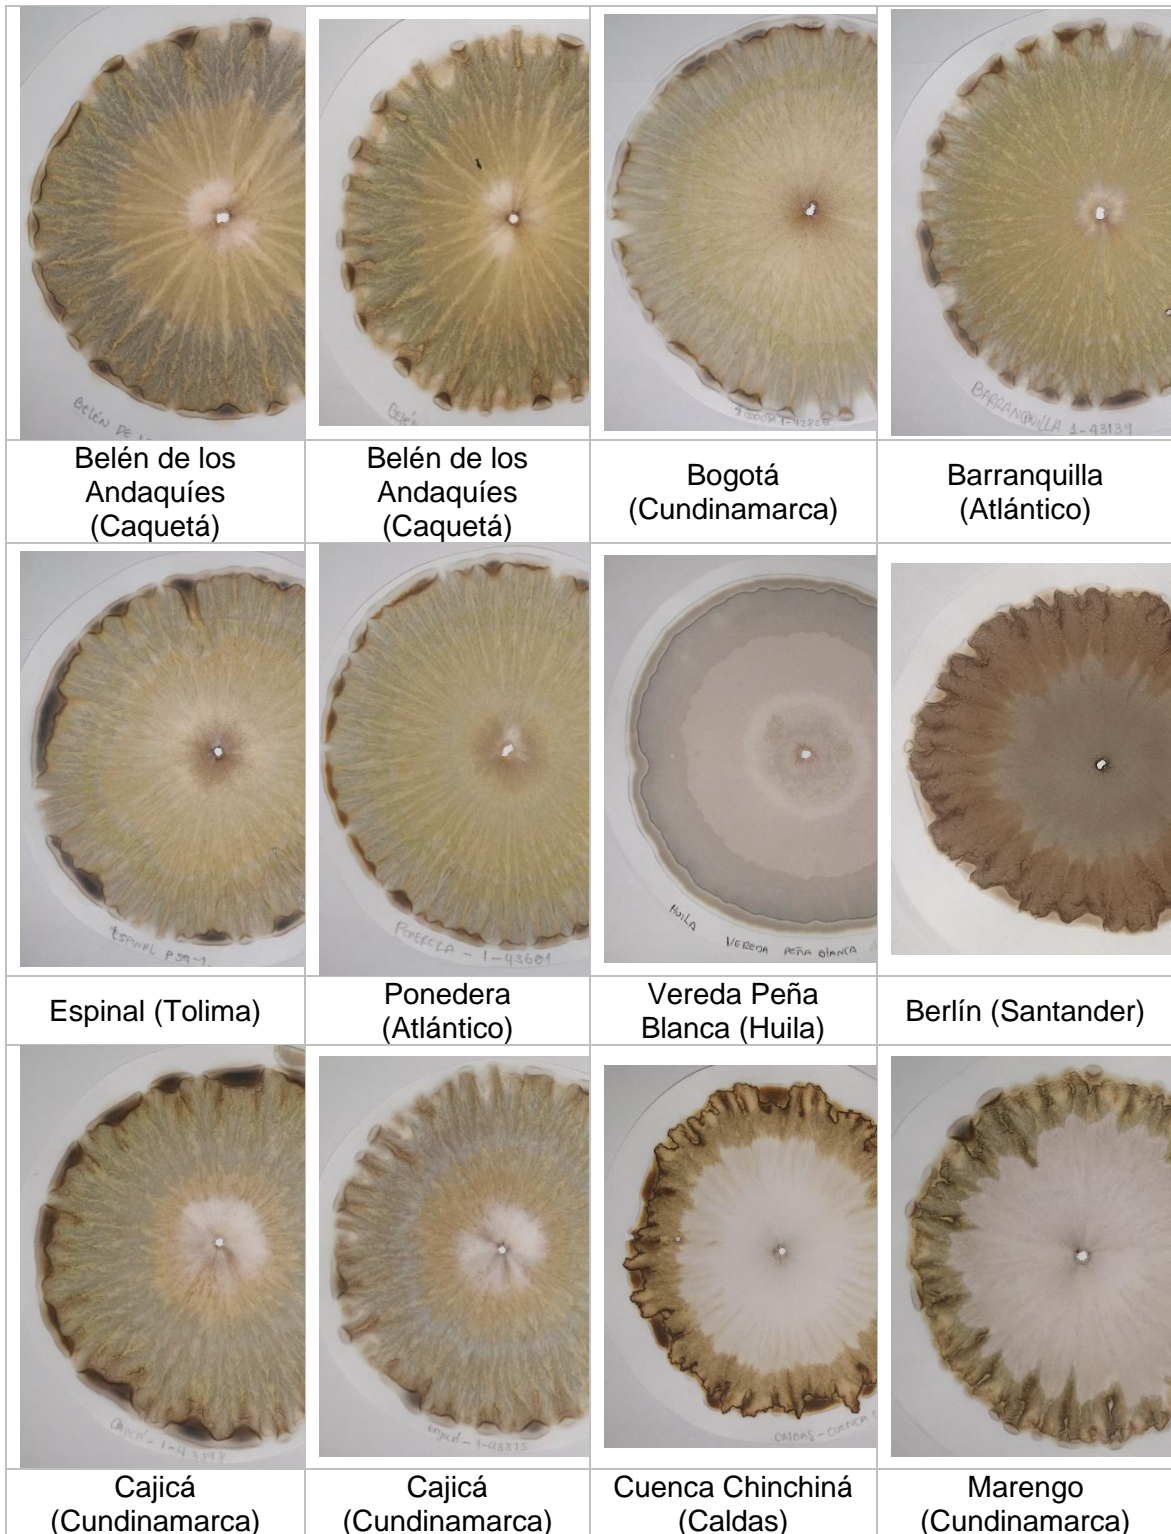 BELÉN DE
BARRANQUILLA 1-43139
Belén de los
Andaquíes
(Caquetá)
Belén de los
Andaquíes
(Caquetá)
Bogotá
(Cundinamarca)
Barranquilla
(Atlántico)
ESPINAL
PONEDERA - 1-43601
HUILA
VEREDA PEÑA BLANCA
Espinal (Tolima)
Ponedera
(Atlántico)
Vereda Peña
Blanca (Huila)
Berlín (Santander)
CALDAS - CUENCA
Cajicá
(Cundinamarca)
Cajicá
(Cundinamarca)
Cuenca Chinchiná
(Caldas)
Marengo
(Cundinamarca)